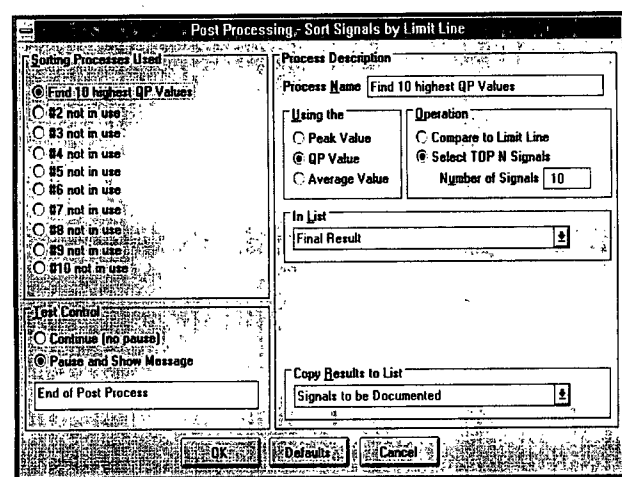 Post Processing - Sort Signals by Limit Line
Sorting Processes Used
Find 10 highest QP Values
#2 not in use
#3 not in use
#4 not in use
#5 not in use
#6 not in use
#7 not in use
#8 not in use
#9 not in use
#10 not in use
Test Control
Continue (no pause)
Pause and Show Message
End of Post Process
Process Description
Process Name Find 10 highest QP Values
Using the
Peak Value
QP Value
Average Value
Operation
Compare to Limit Line
Select TOP N Signals
Number of Signals 10
In List
Final Result
Copy Results to List
Signals to be Documented
OK Defaults Cancel